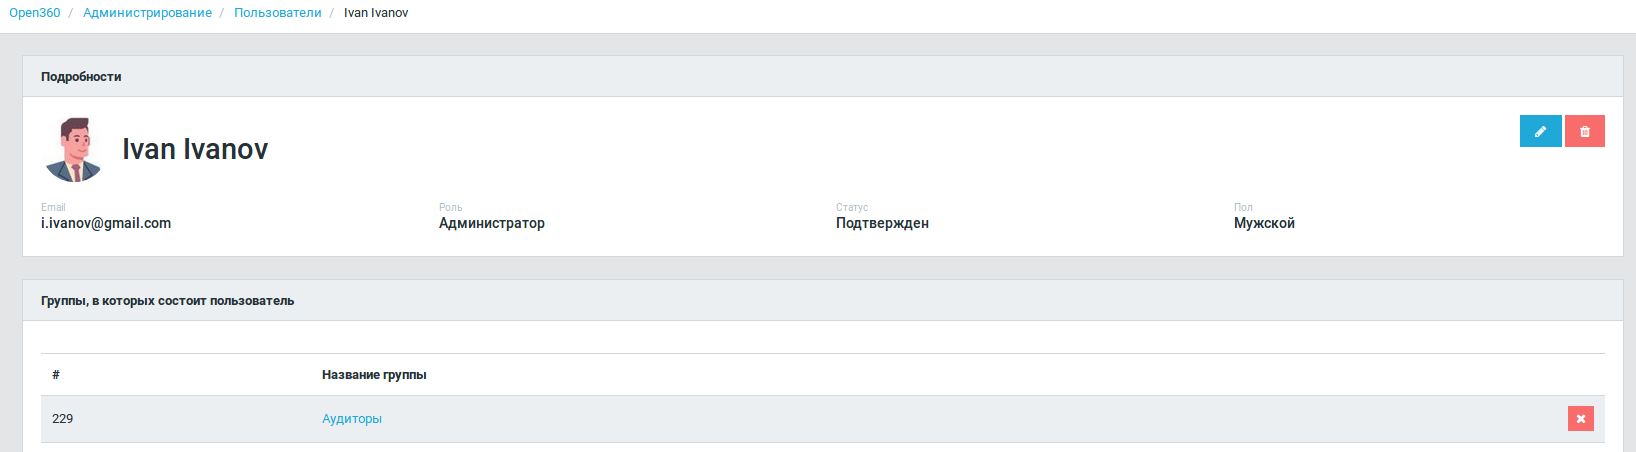 Open360 / Администрирование / Пользователи / Ivan Ivanov
Подробности
Ivan Ivanov
Email Роль Статус Пол
i.ivanov@gmail.com Администратор Подтвержден Мужской
Группы, в которых состоит пользователь
# Название группы
229 Аудиторы